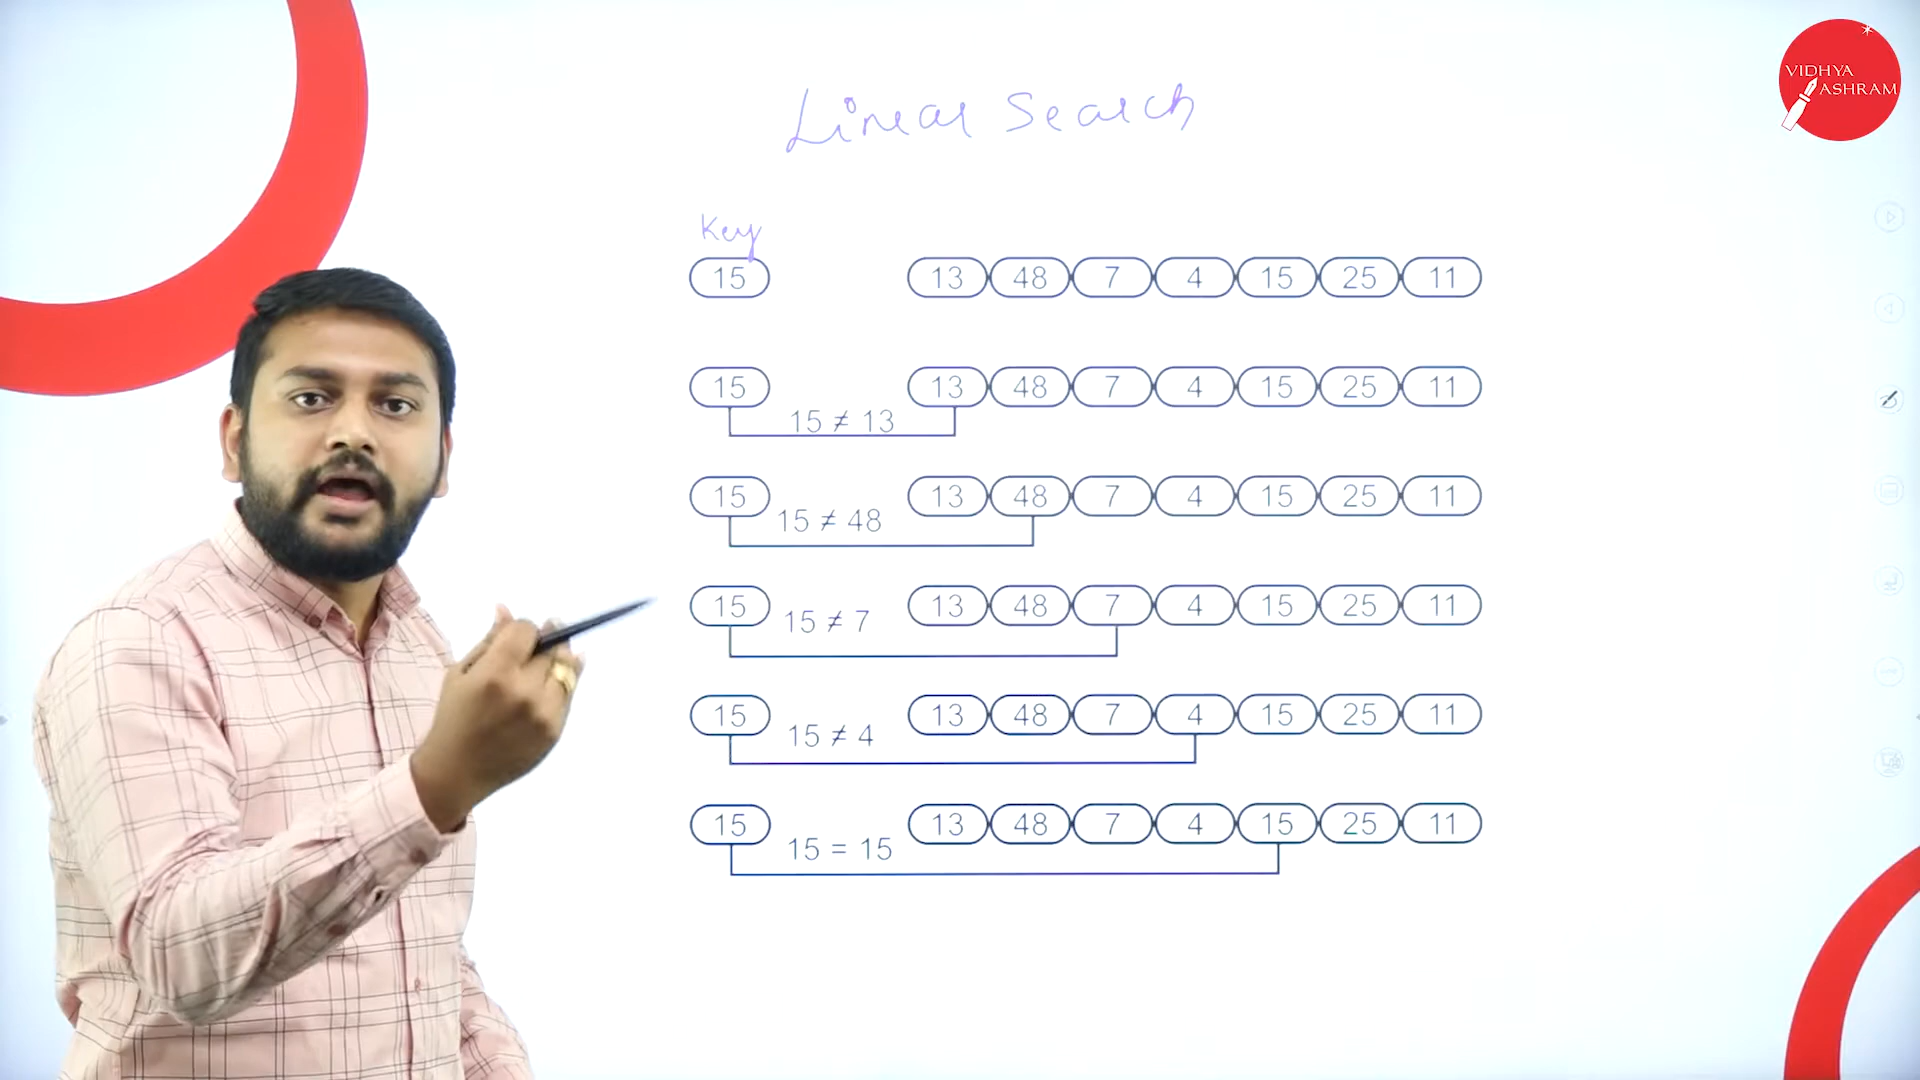 VIDHYA
ASHRAM
Linear Search
Key
15 13 48 7 4 15 25 11
15 13 48 7 4 15 25 11
15 ≠ 13
15 13 48 7 4 15 25 11
15 ≠ 48
15 13 48 7 4 15 25 11
15 ≠ 7
15 13 48 7 4 15 25 11
15 ≠ 4
15 13 48 7 4 15 25 11
15 = 15